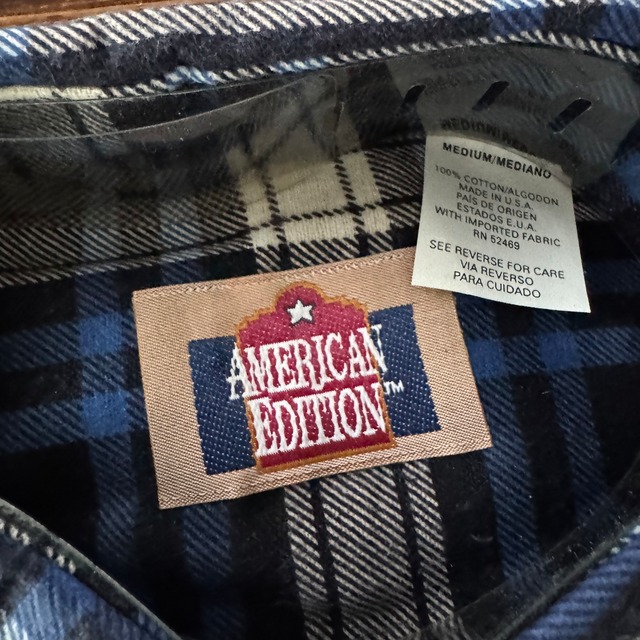 MEDIUM/MEDIANO
100% COTTON/ALGODON
MADE IN U.S.A.
PAÍS DE ORIGEN
ESTADOS E.U.A.
WITH IMPORTED FABRIC
RN 52469
SEE REVERSE FOR CARE
VIA REVERSO
PARA CUIDADO
AMERICAN
EDITION™